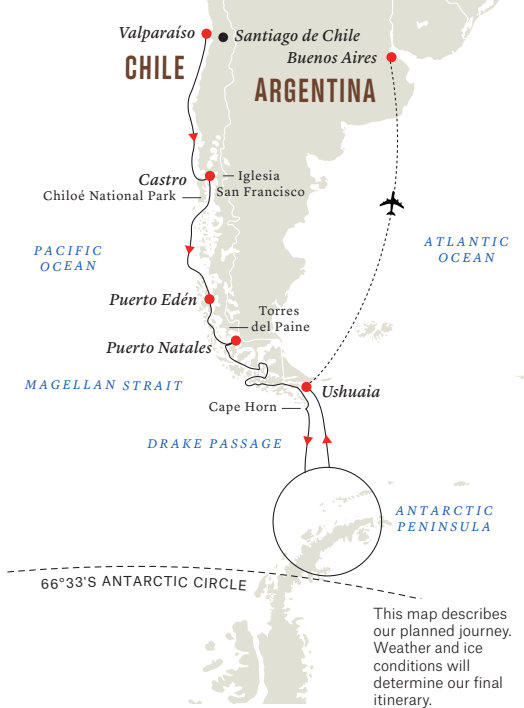 Valparaíso
Santiago de Chile
Buenos Aires
CHILE
ARGENTINA
Castro
Iglesia
San Francisco
Chiloé National Park
PACIFIC
OCEAN
ATLANTIC
OCEAN
Puerto Edén
Torres
del Paine
Puerto Natales
MAGELLAN STRAIT
Ushuaia
Cape Horn
DRAKE PASSAGE
ANTARCTIC
PENINSULA
66°33'S ANTARCTIC CIRCLE
This map describes
our planned journey.
Weather and ice
conditions will
determine our final
itinerary.